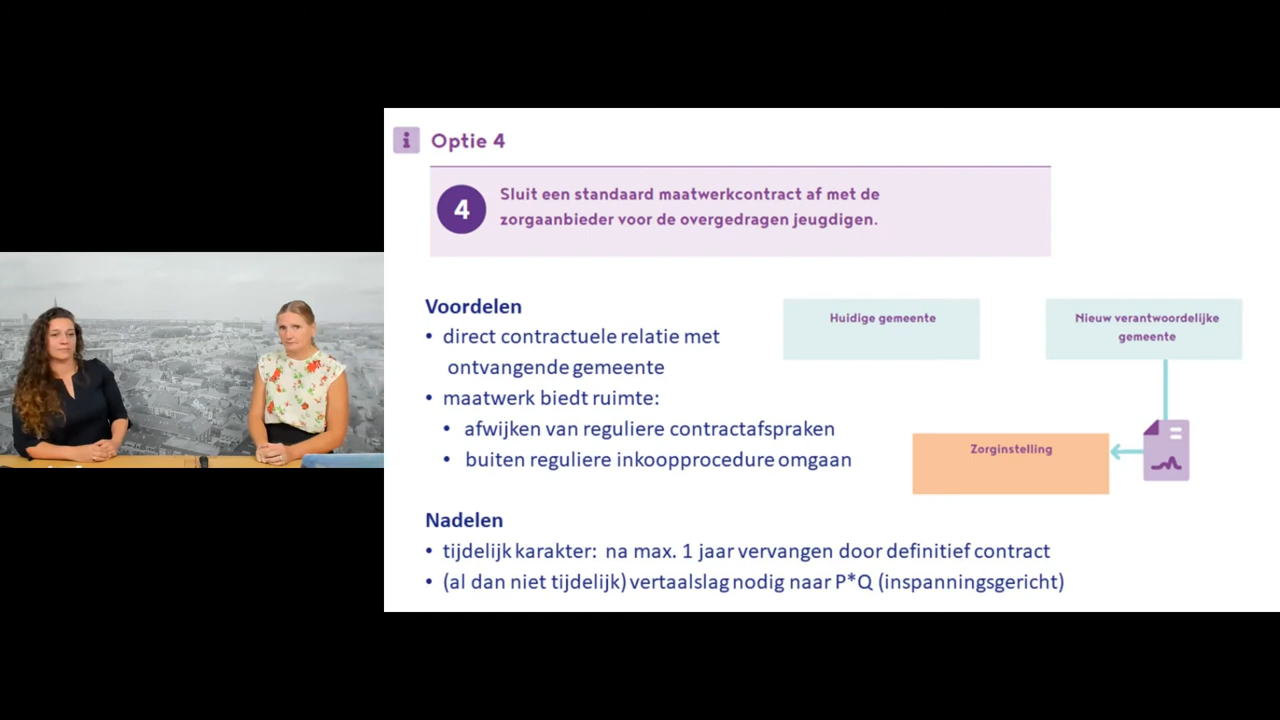 i
Optie 4
4
Sluit een standaard maatwerkcontract af met de
zorgaanbieder voor de overgedragen jeugdigen.
Voordelen
• direct contractuele relatie met
ontvangende gemeente
• maatwerk biedt ruimte:
• afwijken van reguliere contractafspraken
• buiten reguliere inkoopprocedure omgaan
Huidige gemeente
Nieuw verantwoordelijke
gemeente
Zorginstelling
Nadelen
• tijdelijk karakter: na max. 1 jaar vervangen door definitief contract
• (al dan niet tijdelijk) vertaalslag nodig naar P*Q (inspanningsgericht)